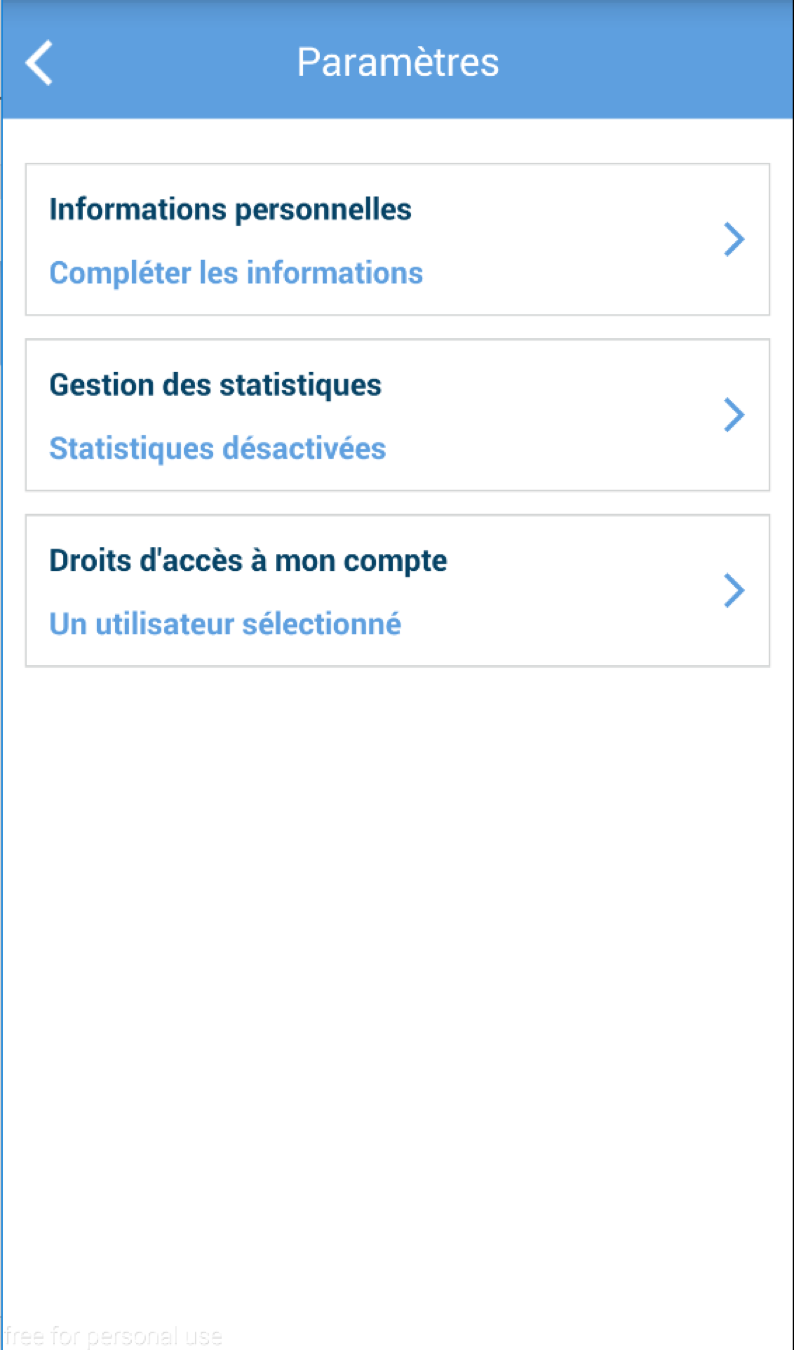 Paramètres
Informations personnelles
Compléter les informations
Gestion des statistiques
Statistiques désactivées
Droits d'accès à mon compte
Un utilisateur sélectionné
free for personal use